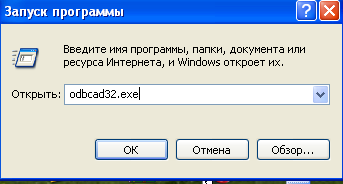 Запуск программы
Введите имя программы, папки, документа или
ресурса Интернета, и Windows откроет их.
Открыть: odbcad32.exe
OK Отмена Обзор...